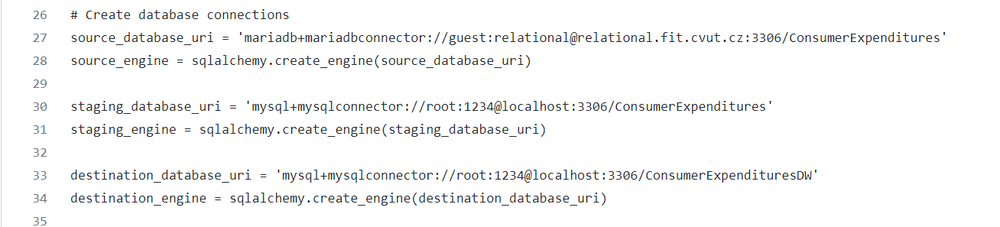 26 # Create database connections
27 source_database_uri = 'mariadb+mariadbconnector://guest:relational@relational.fit.cvut.cz:3306/ConsumerExpenditures'
28 source_engine = sqlalchemy.create_engine(source_database_uri)
29
30 staging_database_uri = 'mysql+mysqlconnector://root:1234@localhost:3306/ConsumerExpenditures'
31 staging_engine = sqlalchemy.create_engine(staging_database_uri)
32
33 destination_database_uri = 'mysql+mysqlconnector://root:1234@localhost:3306/ConsumerExpendituresDW'
34 destination_engine = sqlalchemy.create_engine(destination_database_uri)
35